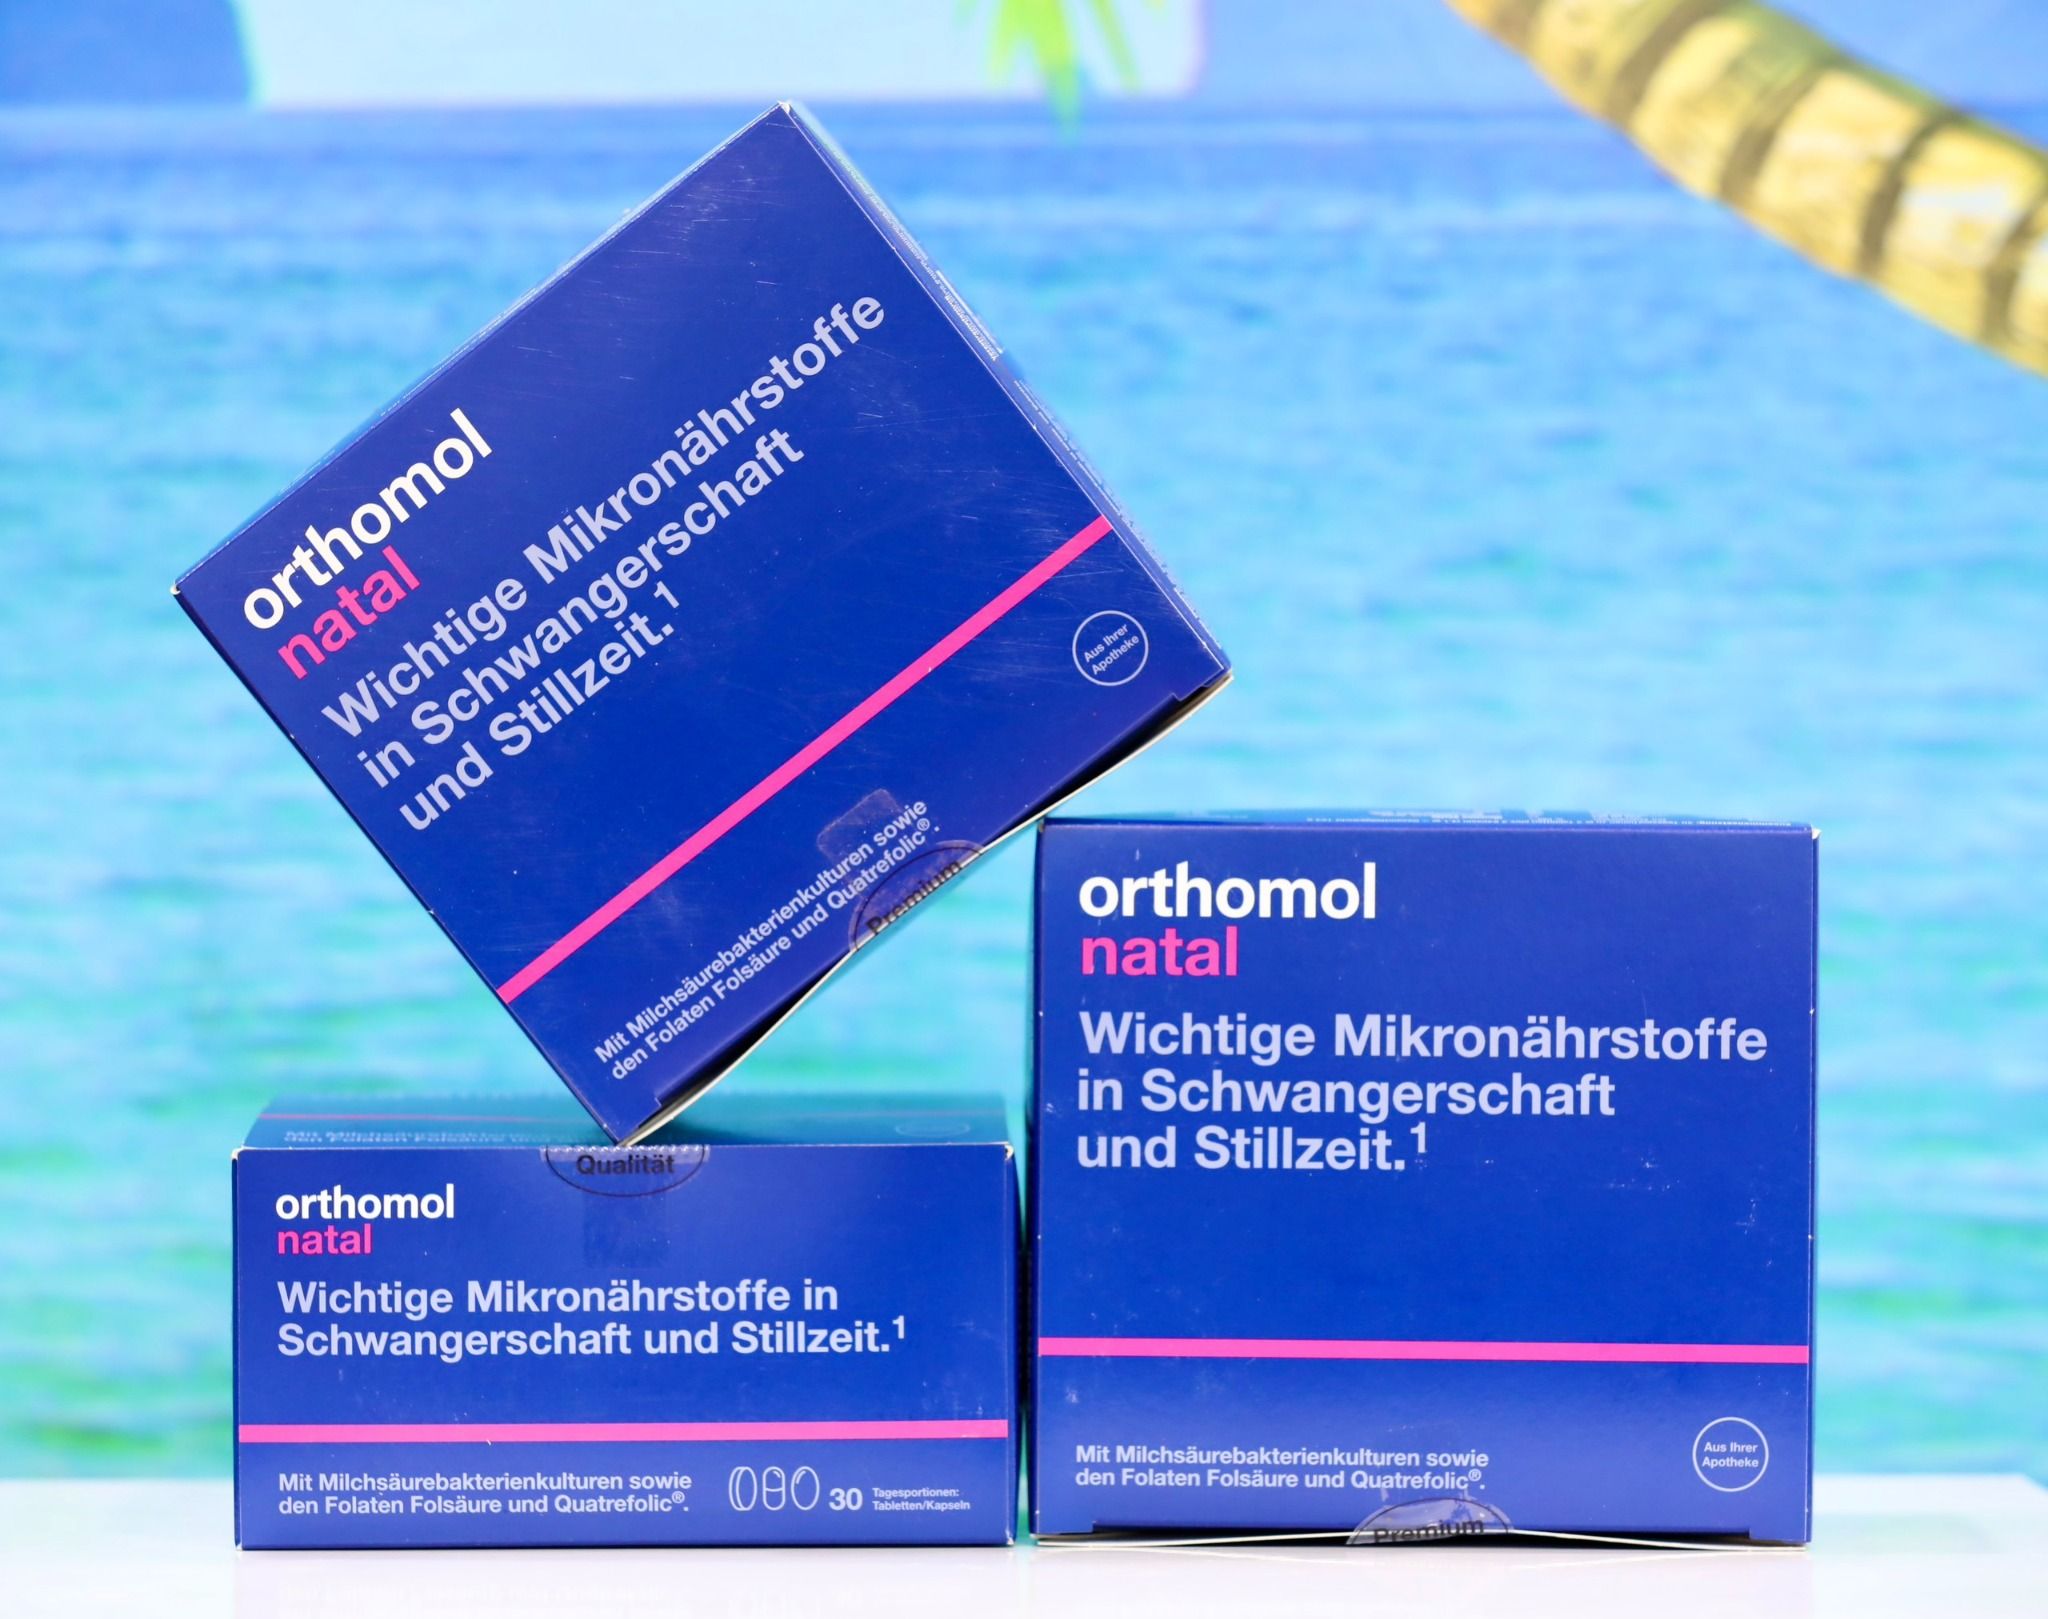 orthomol
natal
Wichtige Mikronährstoffe
in Schwangerschaft
und Stillzeit.¹
Aus Ihrer
Apotheke
Mit Milchsäurebakterienkulturen sowie
den Folaten Folsäure und Quatrefolic®.
Premium
orthomol
natal
Wichtige Mikronährstoffe
in Schwangerschaft
und Stillzeit.¹
Mit Milchsäurebakterienkulturen sowie
den Folaten Folsäure und Quatrefolic®.
Aus Ihrer
Apotheke
Premium
Qualität
orthomol
natal
Wichtige Mikronährstoffe in
Schwangerschaft und Stillzeit.¹
Mit Milchsäurebakterienkulturen sowie
den Folaten Folsäure und Quatrefolic®.
30 Tagesportionen:
Tabletten/Kapseln